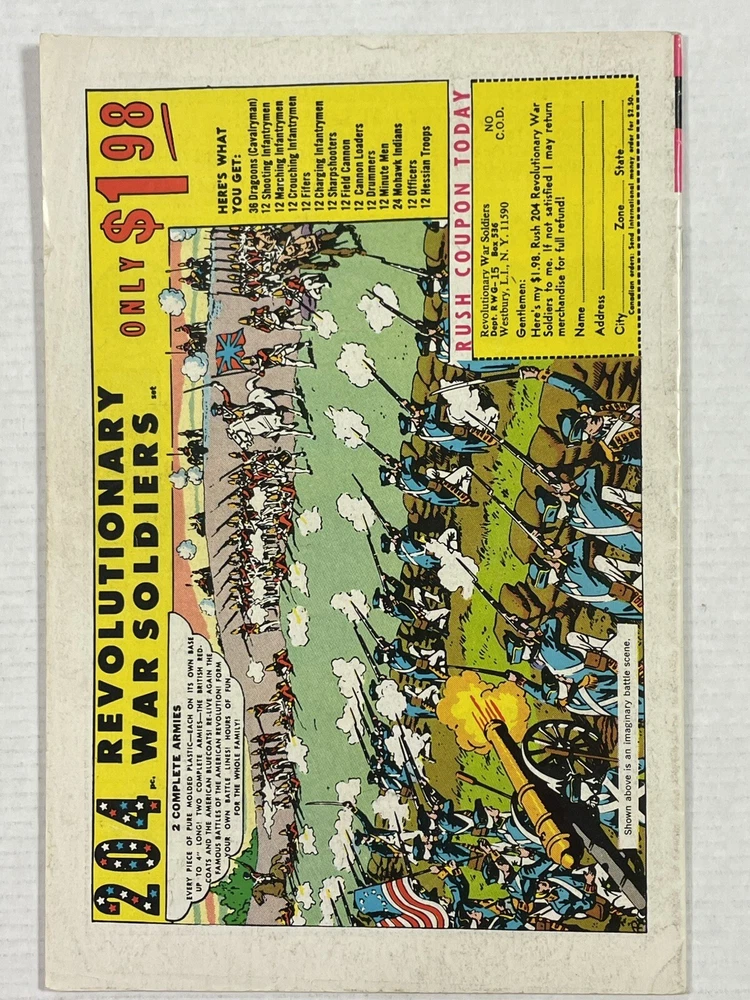 204 pc. REVOLUTIONARY
WAR SOLDIERS set
ONLY $1.98
2 COMPLETE ARMIES
EVERY PIECE OF PURE MOLDED PLASTIC—EACH ON ITS OWN BASE
UP TO 4" LONG! TWO COMPLETE ARMIES—THE BRITISH RED-
COATS AND THE AMERICAN BLUECOATS! RE-LIVE AGAIN THE
FAMOUS BATTLES OF THE AMERICAN REVOLUTION! FORM
YOUR OWN BATTLE LINES! HOURS OF FUN
FOR THE WHOLE FAMILY!
HERE'S WHAT
YOU GET:
36 Dragoons (Cavalryman)
12 Shooting Infantrymen
12 Marching Infantrymen
12 Crouching Infantrymen
12 Fifers
12 Charging Infantrymen
12 Sharpshooters
12 Field Cannon
12 Cannon Loaders
12 Drummers
12 Minute Men
24 Mohawk Indians
12 Officers
12 Hessian Troops
RUSH COUPON TODAY
Revolutionary War Soldiers
Dept. RWG-15 Box 536
Westbury, L.I., N. Y. 11590
NO
C.O.D.
Gentlemen:
Here's my $1.98. Rush 204 Revolutionary War
Soldiers to me. If not satisfied I may return
merchandise for full refund!
Name
Address
City Zone State
Canadian orders: Send International money order for $2.50.
Shown above is an imaginary battle scene.